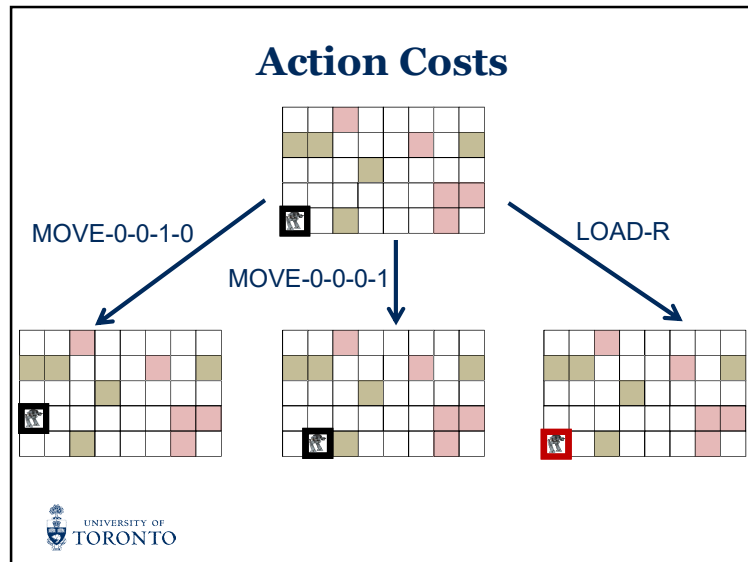 Action Costs
MOVE-0-0-1-0
MOVE-0-0-0-1
LOAD-R
UNIVERSITY OF
TORONTO